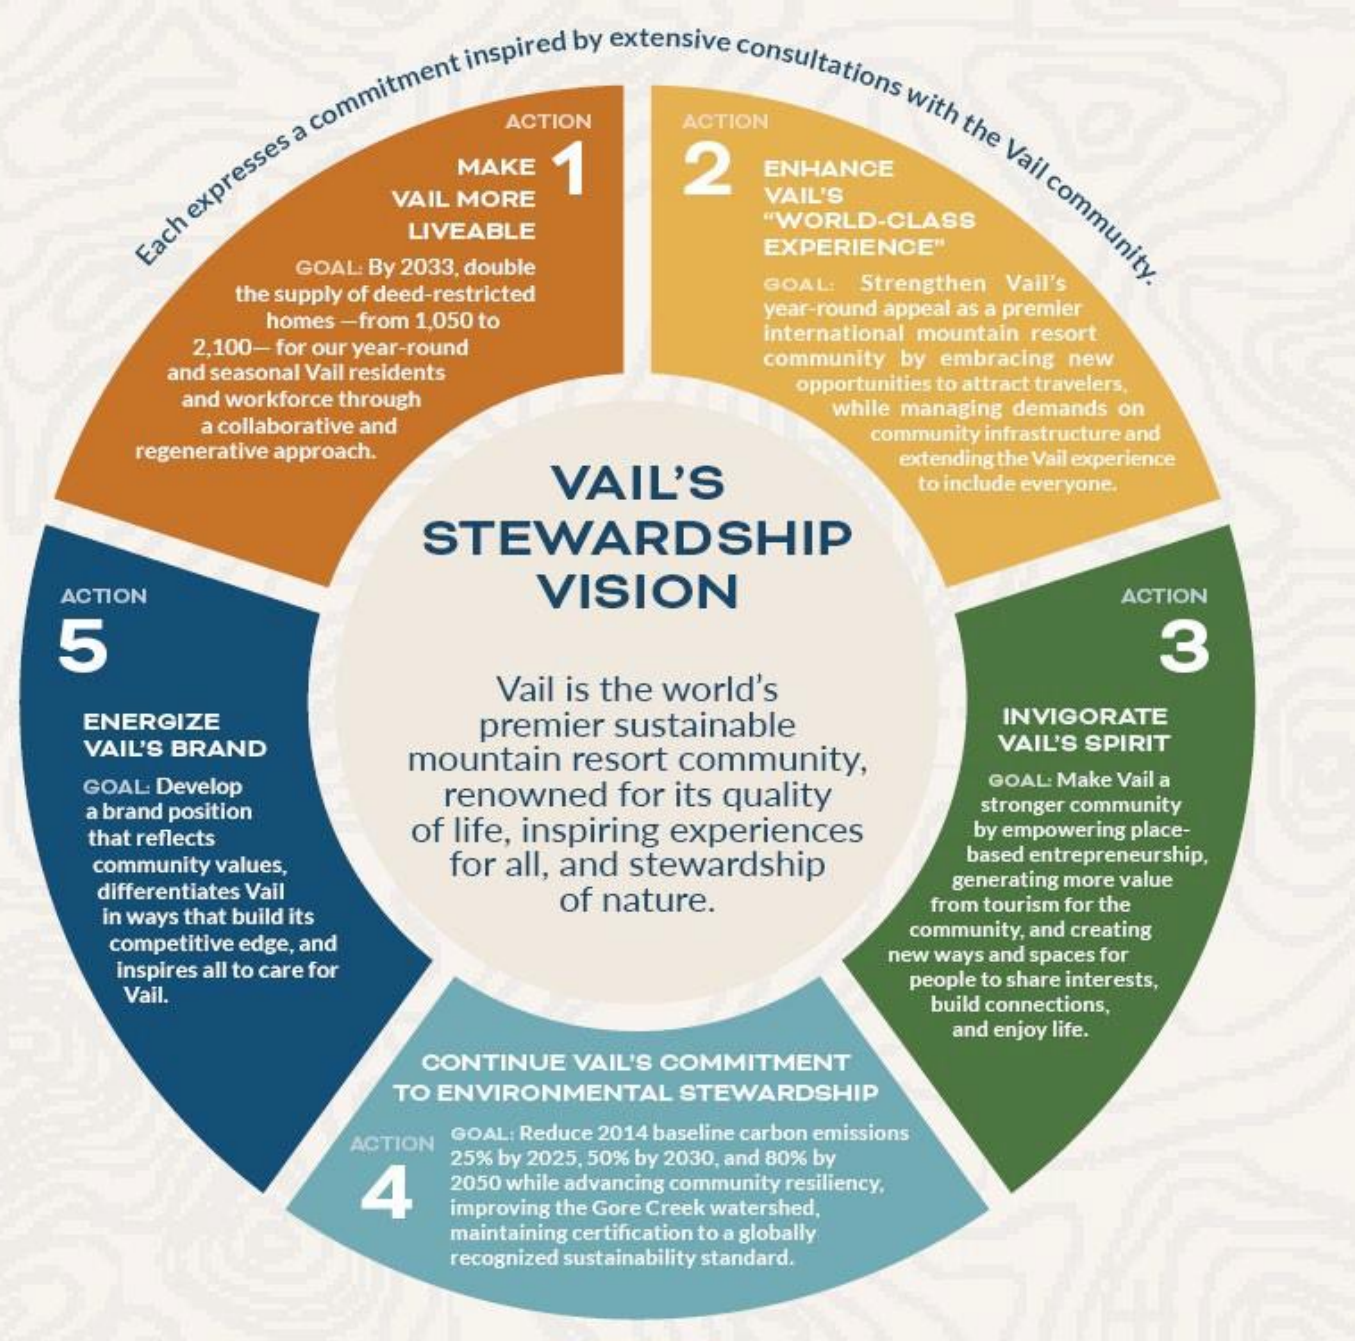 Each expresses a commitment inspired by extensive consultations with the Vail community.
ACTION
1
MAKE
VAIL MORE
LIVEABLE
GOAL: By 2033, double
the supply of deed-restricted
homes —from 1,050 to
2,100— for our year-round
and seasonal Vail residents
and workforce through
a collaborative and
regenerative approach.
ACTION
2
ENHANCE
VAIL'S
"WORLD-CLASS
EXPERIENCE"
GOAL: Strengthen Vail's
year-round appeal as a premier
international mountain resort
community by embracing new
opportunities to attract travelers,
while managing demands on
community infrastructure and
extending the Vail experience
to include everyone.
VAIL'S
STEWARDSHIP
VISION
Vail is the world's
premier sustainable
mountain resort community,
renowned for its quality
of life, inspiring experiences
for all, and stewardship
of nature.
ACTION
3
INVIGORATE
VAIL'S SPIRIT
GOAL: Make Vail a
stronger community
by empowering place-
based entrepreneurship,
generating more value
from tourism for the
community, and creating
new ways and spaces for
people to share interests,
build connections,
and enjoy life.
CONTINUE VAIL'S COMMITMENT
TO ENVIRONMENTAL STEWARDSHIP
ACTION
4
GOAL: Reduce 2014 baseline carbon emissions
25% by 2025, 50% by 2030, and 80% by
2050 while advancing community resiliency,
improving the Gore Creek watershed,
maintaining certification to a globally
recognized sustainability standard.
ACTION
5
ENERGIZE
VAIL'S BRAND
GOAL: Develop
a brand position
that reflects
community values,
differentiates Vail
in ways that build its
competitive edge, and
inspires all to care for
Vail.